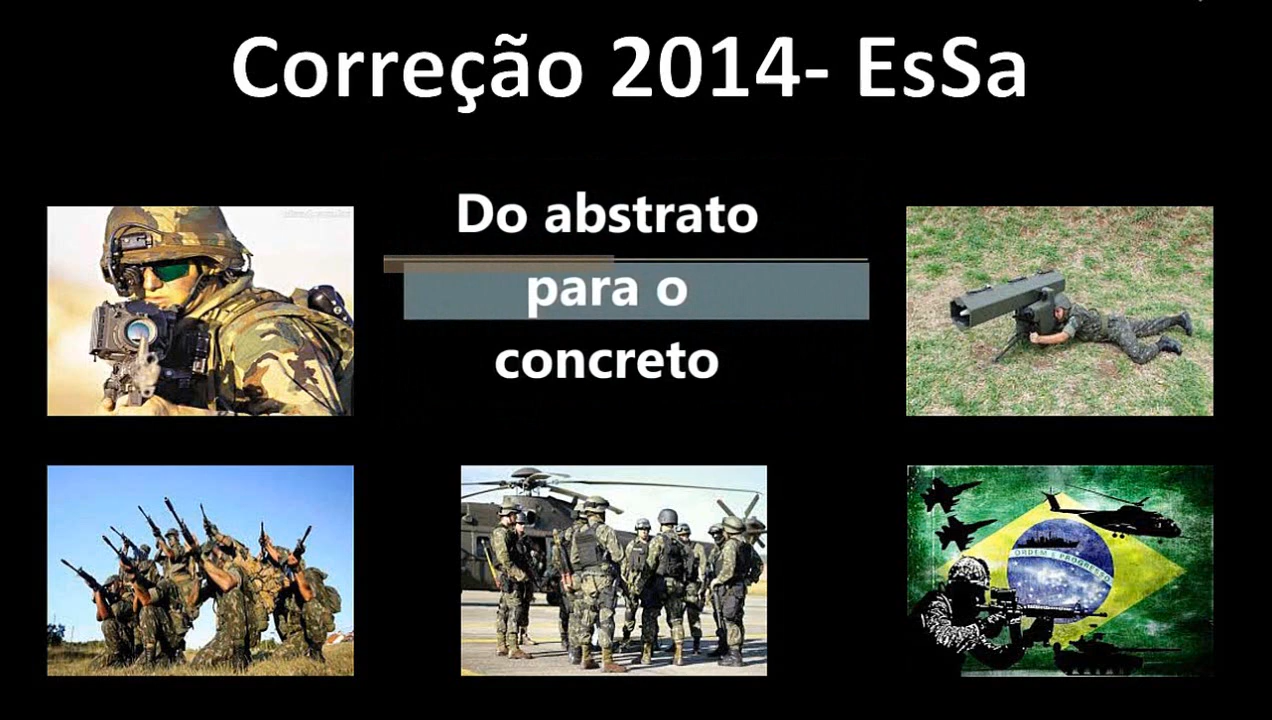 Correção 2014- EsSa
Do abstrato
para o
concreto
ORDEM E PROGRESSO